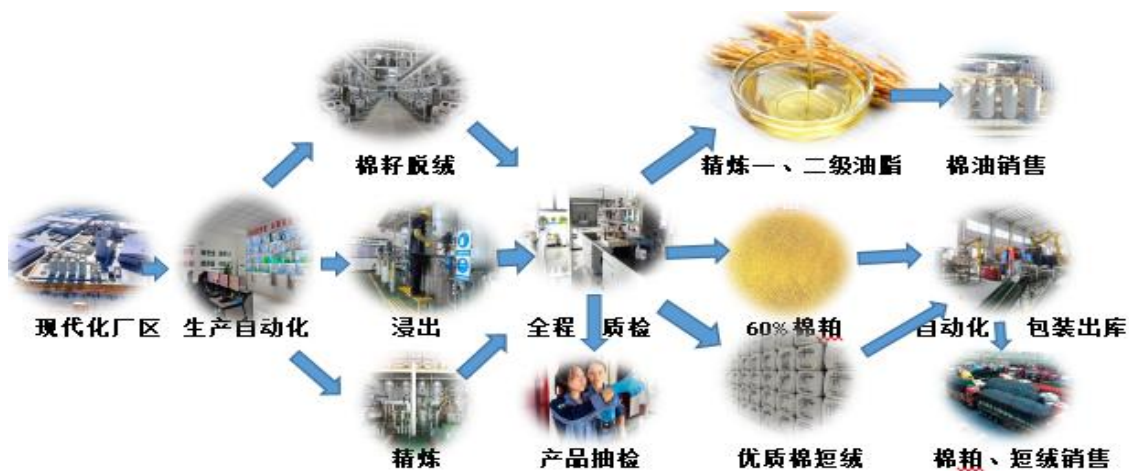 棉籽脱绒
精炼一、二级油脂
棉油销售
现代化厂区
生产自动化
浸出
全程 质检
60%棉粕
自动化 包装出库
精炼
产品抽检
优质棉短绒
棉粕、短绒销售